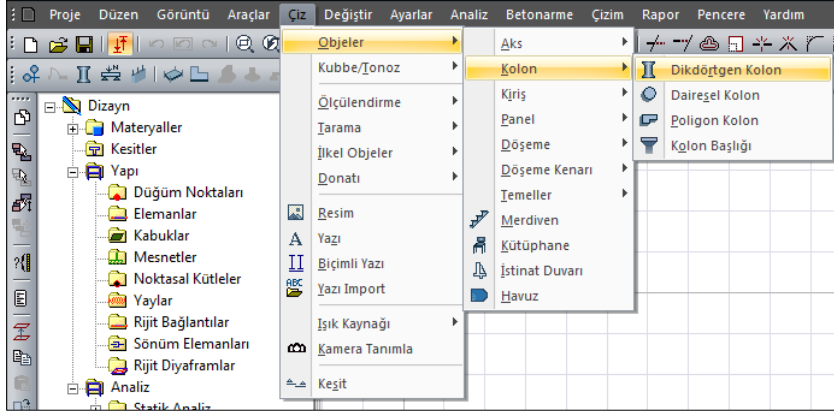 Proje Düzen Görüntü Araçlar Çiz Değiştir Ayarlar Analiz Betonarme Çizim Rapor Pencere Yardım
Dizayn
Materyaller
Kesitler
Yapı
Düğüm Noktaları
Elemanlar
Kabuklar
Mesnetler
Noktasal Kütleler
Yaylar
Rijit Bağlantılar
Sönüm Elemanları
Rijit Diyaframlar
Analiz
Statik Analiz
Objeler
Kubbe/Tonoz
Ölçülendirme
Tarama
İlkel Objeler
Donatı
Resim
A Yazı
Biçimli Yazı
ABC Yazı Import
Işık Kaynağı
Kamera Tanımla
Kesit
Aks
Kolon
Kiriş
Panel
Döşeme
Döşeme Kenarı
Temeller
Merdiven
Kütüphane
İstinat Duvarı
Havuz
Dikdörtgen Kolon
Dairesel Kolon
Poligon Kolon
Kolon Başlığı